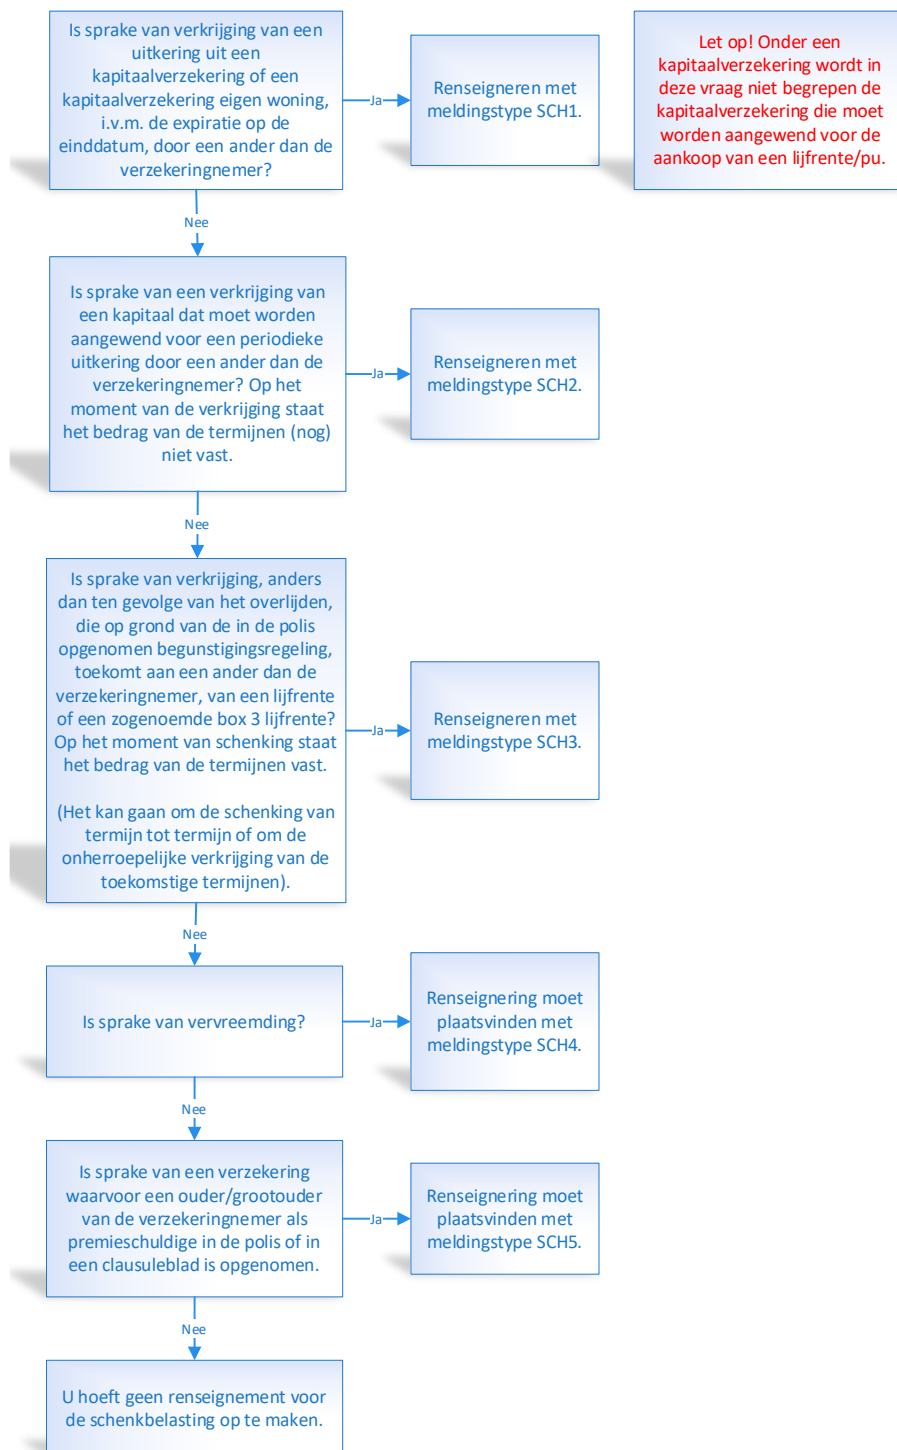 Is sprake van verkrijging van een
uitkering uit een
kapitaalverzekering of een
kapitaalverzekering eigen woning,
i.v.m. de expiratie op de
einddatum, door een ander dan de
verzekeringnemer?
Ja
Renseigneren met
meldingstype SCH1.
Let op! Onder een
kapitaalverzekering wordt in
deze vraag niet begrepen de
kapitaalverzekering die moet
worden aangewend voor de
aankoop van een lijfrente/pu.
Nee
Is sprake van een verkrijging van
een kapitaal dat moet worden
aangewend voor een periodieke
uitkering door een ander dan de
verzekeringnemer? Op het
moment van de verkrijging staat
het bedrag van de termijnen (nog)
niet vast.
Ja
Renseigneren met
meldingstype SCH2.
Nee
Is sprake van verkrijging, anders
dan ten gevolge van het overlijden,
die op grond van de in de polis
opgenomen begunstigingsregeling,
toekomt aan een ander dan de
verzekeringnemer, van een lijfrente
of een zogenoemde box 3 lijfrente?
Op het moment van schenking staat
het bedrag van de termijnen vast.
(Het kan gaan om de schenking van
termijn tot termijn of om de
onherroepelijke verkrijging van de
toekomstige termijnen).
Ja
Renseigneren met
meldingstype SCH3.
Nee
Is sprake van vervreemding?
Ja
Renseignering moet
plaatsvinden met
meldingstype SCH4.
Nee
Is sprake van een verzekering
waarvoor een ouder/grootouder
van de verzekeringnemer als
premieschuldige in de polis of in
een clausuleblad is opgenomen.
Ja
Renseignering moet
plaatsvinden met
meldingstype SCH5.
Nee
U hoeft geen renseignement voor
de schenkbelasting op te maken.